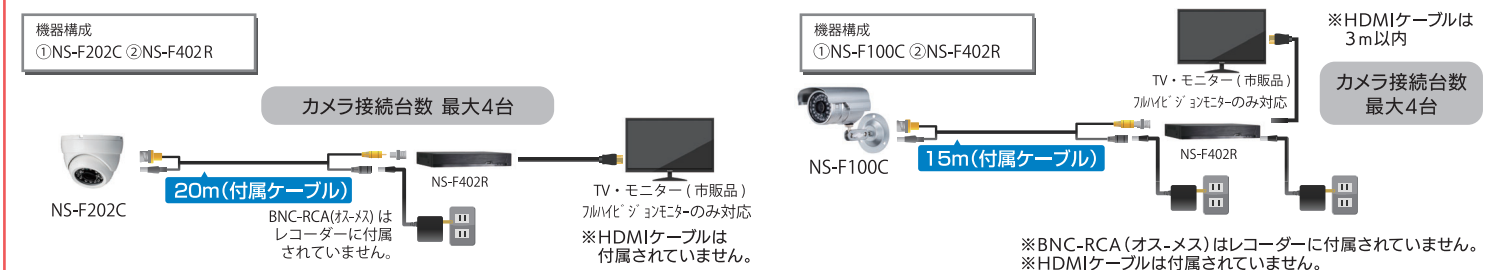 機器構成
①NS-F202C ②NS-F402R
カメラ接続台数 最大4台
NS-F202C
20m(付属ケーブル)
BNC-RCA(ｵｽ-ﾒｽ)は
レコーダーに付属
されていません。
NS-F402R
TV・モニター(市販品)
ﾌﾙﾊｲﾋﾞｼﾞｮﾝﾓﾆﾀｰのみ対応
※HDMIケーブルは
付属されていません。
機器構成
①NS-F100C ②NS-F402R
※HDMIケーブルは
3m以内
TV・モニター(市販品)
ﾌﾙﾊｲﾋﾞｼﾞｮﾝﾓﾆﾀｰのみ対応
カメラ接続台数
最大4台
NS-F100C
15m(付属ケーブル)
NS-F402R
※BNC-RCA(オス-メス)はレコーダーに付属されていません。
※HDMIケーブルは付属されていません。